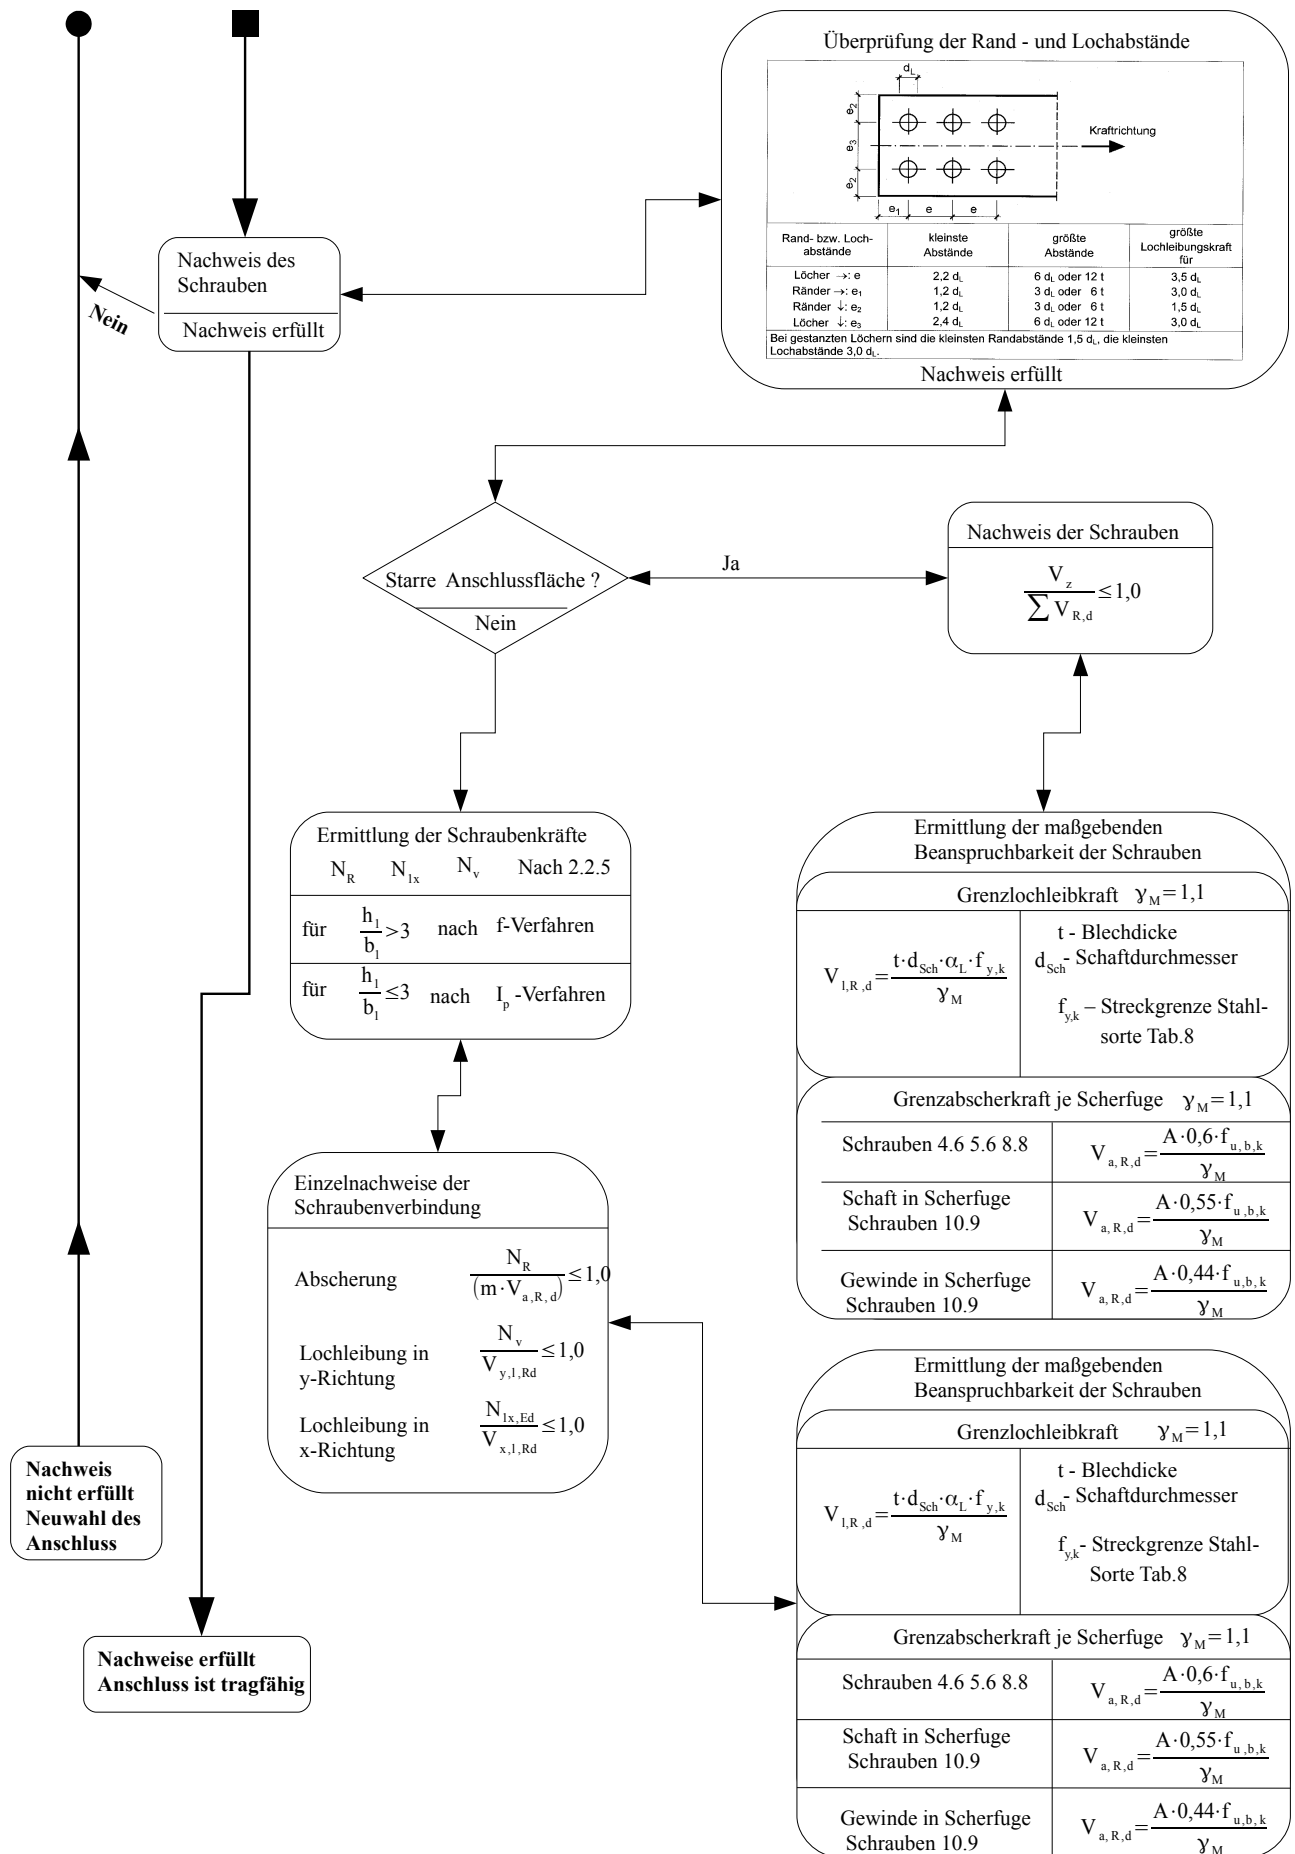 Überprüfung der Rand - und Lochabstände
d_L
e_2
e_3
e_2
Kraftrichtung
e_1 e e
Rand- bzw. Loch-
abstände
kleinste
Abstände
größte
Abstände
größte
Lochleibungskraft
für
Löcher →: e 2,2 d_L 6 d_L oder 12 t 3,5 d_L
Ränder →: e_1 1,2 d_L 3 d_L oder 6 t 3,0 d_L
Ränder ↓: e_2 1,2 d_L 3 d_L oder 6 t 1,5 d_L
Löcher ↓: e_3 2,4 d_L 6 d_L oder 12 t 3,0 d_L
Bei gestanzten Löchern sind die kleinsten Randabstände 1,5 d_L, die kleinsten
Lochabstände 3,0 d_L.
Nachweis erfüllt
Nachweis des
Schrauben
Nachweis erfüllt
Nein
Starre Anschlussfläche ?
Nein
Ja
Nachweis der Schrauben
V_z / ∑ V_R,d ≤ 1,0
Ermittlung der Schraubenkräfte
N_R N_1x N_v Nach 2.2.5
für h_1 / b_1 >3 nach f-Verfahren
für h_1 / b_1 ≤3 nach I_p -Verfahren
Ermittlung der maßgebenden
Beanspruchbarkeit der Schrauben
Grenzlochleibkraft γ_M=1,1
V_l,R,d = t·d_Sch·α_L·f_y,k / γ_M
t - Blechdicke
d_Sch - Schaftdurchmesser
f_y,k – Streckgrenze Stahl-
sorte Tab.8
Grenzabscherkraft je Scherfuge γ_M=1,1
Schrauben 4.6 5.6 8.8 V_a,R,d = A·0,6·f_u,b,k / γ_M
Schaft in Scherfuge
Schrauben 10.9
V_a,R,d = A·0,55·f_u,b,k / γ_M
Gewinde in Scherfuge
Schrauben 10.9
V_a,R,d = A·0,44·f_u,b,k / γ_M
Einzelnachweise der
Schraubenverbindung
Abscherung N_R / (m·V_a,R,d) ≤1,0
Lochleibung in
y-Richtung
N_v / V_y,l,Rd ≤1,0
Lochleibung in
x-Richtung
N_1x,Ed / V_x,l,Rd ≤1,0
Ermittlung der maßgebenden
Beanspruchbarkeit der Schrauben
Grenzlochleibkraft γ_M=1,1
V_l,R,d = t·d_Sch·α_L·f_y,k / γ_M
t - Blechdicke
d_Sch - Schaftdurchmesser
f_y,k - Streckgrenze Stahl-
Sorte Tab.8
Grenzabscherkraft je Scherfuge γ_M=1,1
Schrauben 4.6 5.6 8.8 V_a,R,d = A·0,6·f_u,b,k / γ_M
Schaft in Scherfuge
Schrauben 10.9
V_a,R,d = A·0,55·f_u,b,k / γ_M
Gewinde in Scherfuge
Schrauben 10.9
V_a,R,d = A·0,44·f_u,b,k / γ_M
Nachweis
nicht erfüllt
Neuwahl des
Anschluss
Nachweise erfüllt
Anschluss ist tragfähig